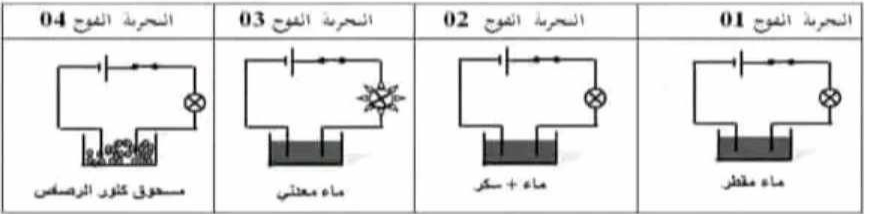 التجربة الفوج 01
التجربة الفوج 02
التجربة الفوج 03
التجربة الفوج 04
ماء مقطر
ماء + سكر
ماء معدني
مسحوق كلور الرصاص